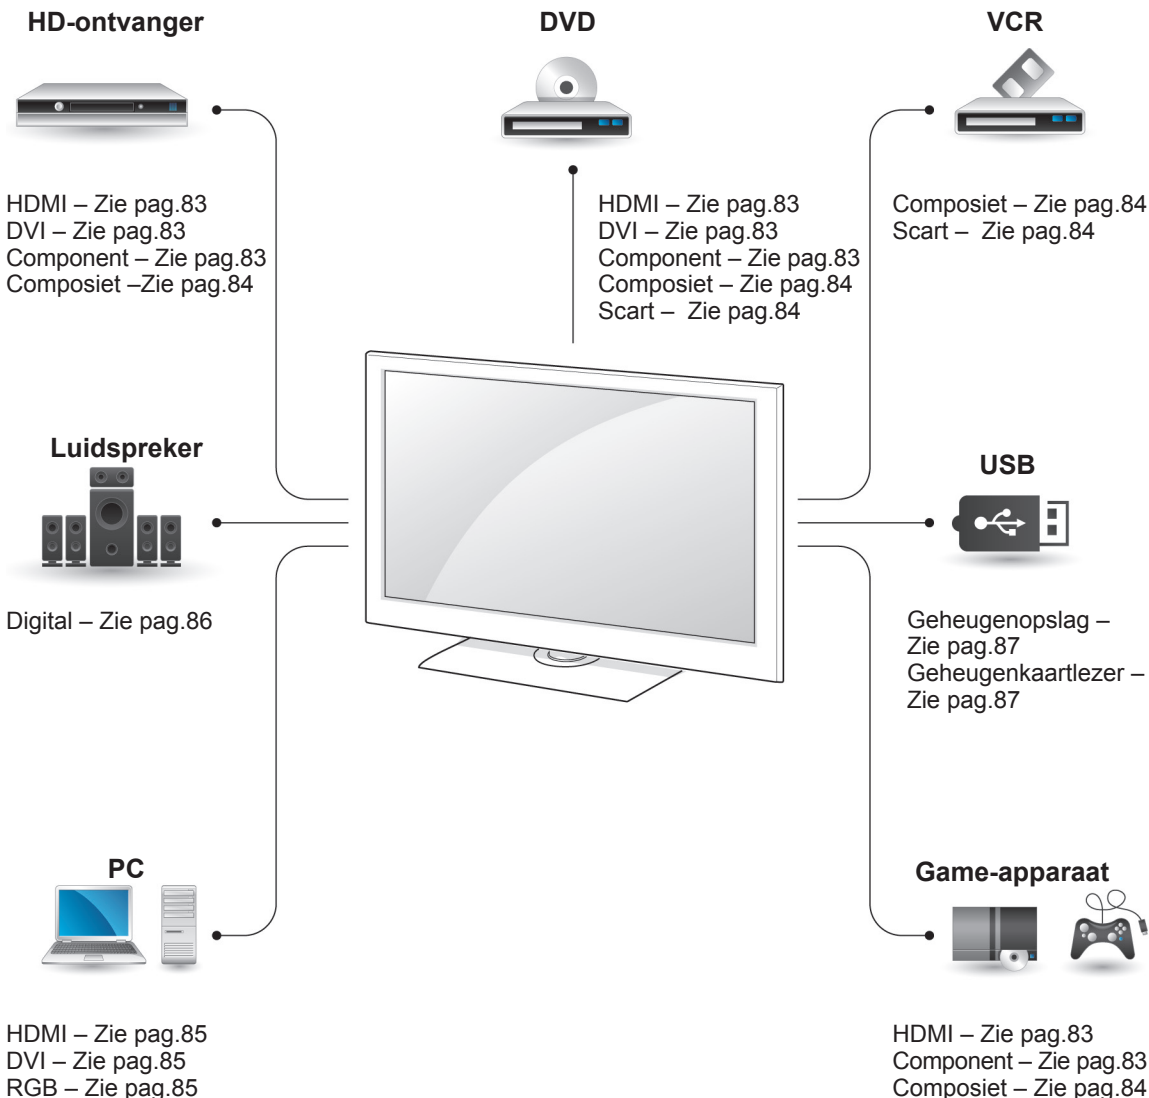 HD-ontvanger
HDMI – Zie pag.83
DVI – Zie pag.83
Component – Zie pag.83
Composiet –Zie pag.84
DVD
HDMI – Zie pag.83
DVI – Zie pag.83
Component – Zie pag.83
Composiet – Zie pag.84
Scart –  Zie pag.84
VCR
Composiet – Zie pag.84
Scart –  Zie pag.84
Luidspreker
Digital – Zie pag.86
USB
Geheugenopslag –
Zie pag.87
Geheugenkaartlezer –
Zie pag.87
PC
HDMI – Zie pag.85
DVI – Zie pag.85
RGB – Zie pag.85
Game-apparaat
HDMI – Zie pag.83
Component – Zie pag.83
Composiet – Zie pag.84